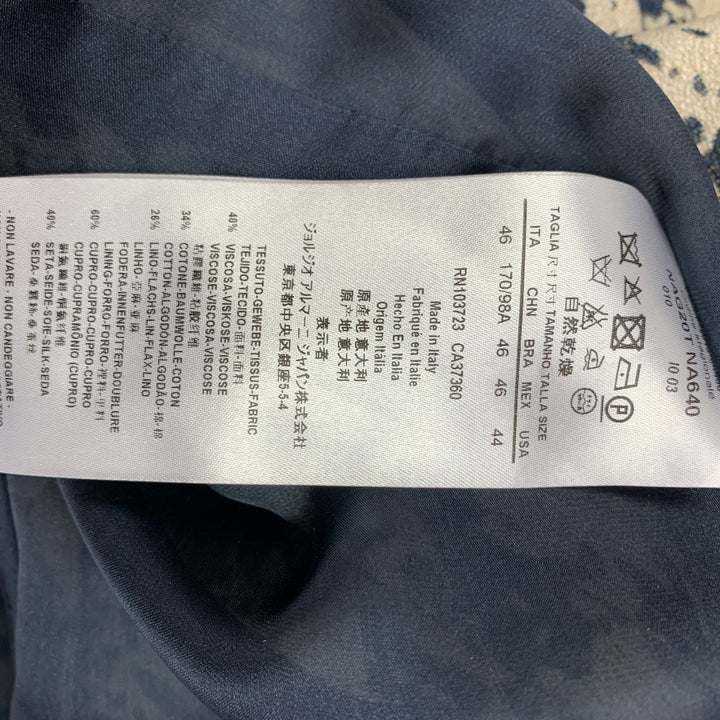 NAG20T NA640
010
10 03
自然乾燥
TAGLIA 尺寸 尺寸 TAMANHO TALLA SIZE
ITA CHN BRA MEX USA
46 170/98A 46 46 44
RN103723 CA37360
Made in Italy
Fabriqué en Italie
Hecho En Italia
Origem Itália
原産地 意大利
原产地 意大利
表示者
ジョルジオ アルマーニ ジャパン株式会社
東京都中央区銀座5-5-4
TESSUTO-GEWEBE-TISSUS-FABRIC
TEJIDO-TECIDO-面料-面料
40% VISCOSA-VISKOSE-VISCOSE
VISCOSE-VISCOSA-VISCOSE
粘膠纖維-粘胶纤维
34% COTONE-BAUMWOLLE-COTON
COTTON-ALGODON-ALGODÃO-棉-棉
26% LINO-FLACHS-LIN-FLAX-LINO
LINHO-亞麻-亚麻
FODERA-INNENFUTTER-DOUBLURE
LINING-FORRO-FORRO-裡料-里料
60% CUPRO-CUPRO-CUPRO-CUPRO
CUPRO-CUPRAMÔNIO (CUPRO)
銅氨纖維-铜氨纤维
40% SETA-SEIDE-SOIE-SILK-SEDA
SEDA-桑蠶絲-桑蚕丝
- NON LAVARE - NON CANDEGGIARE -